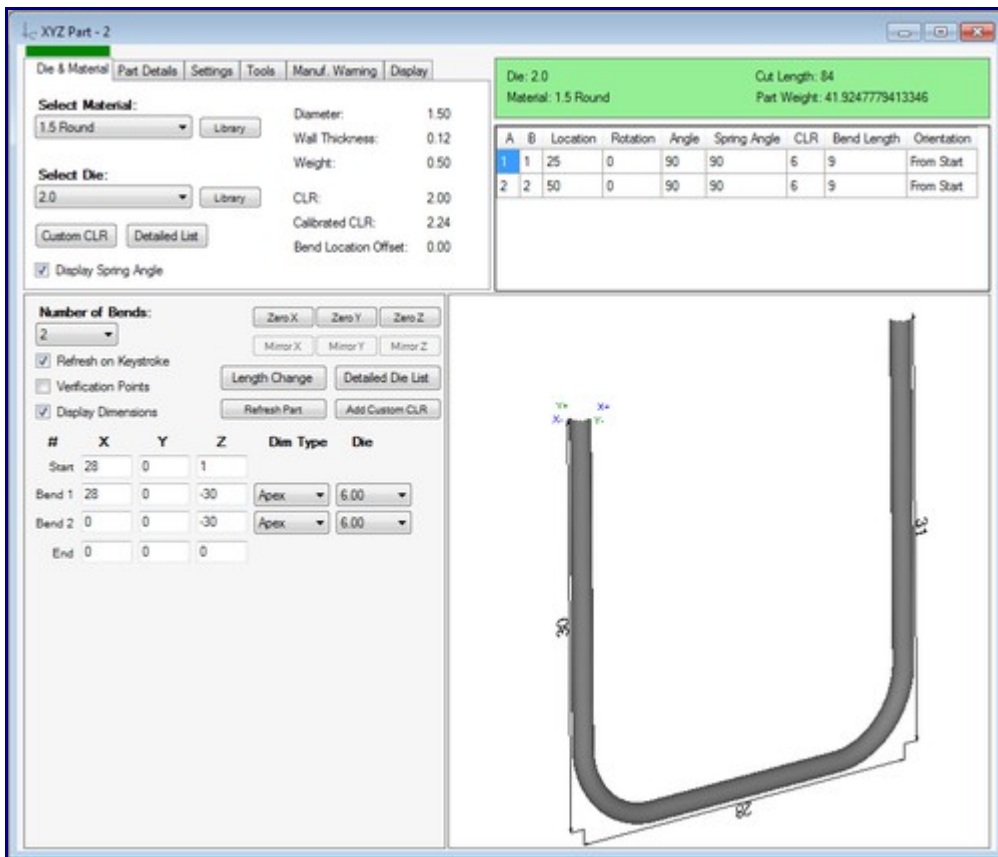 XYZ Part - 2
Die & Material Part Details Settings Tools Manuf. Warning Display
Select Material:
1.5 Round Library
Diameter: 1.50
Wall Thickness: 0.12
Weight: 0.50
Select Die:
2.0 Library
CLR: 2.00
Calibrated CLR: 2.24
Bend Location Offset: 0.00
Custom CLR Detailed List
Display Spring Angle
Die: 2.0 Cut Length: 84
Material: 1.5 Round Part Weight: 41.9247779413346
A B Location Rotation Angle Spring Angle CLR Bend Length Orientation
1 1 25 0 90 90 6 9 From Start
2 2 50 0 90 90 6 9 From Start
Number of Bends:
2
Zero X Zero Y Zero Z
Mirror X Mirror Y Mirror Z
Refresh on Keystroke
Verification Points
Display Dimensions
Length Change Detailed Die List
Refresh Part Add Custom CLR
# X Y Z Dim Type Die
Start 28 0 1
Bend 1 28 0 -30 Apex 6.00
Bend 2 0 0 -30 Apex 6.00
End 0 0 0
Y+ X+
X- Y-
31
30
28